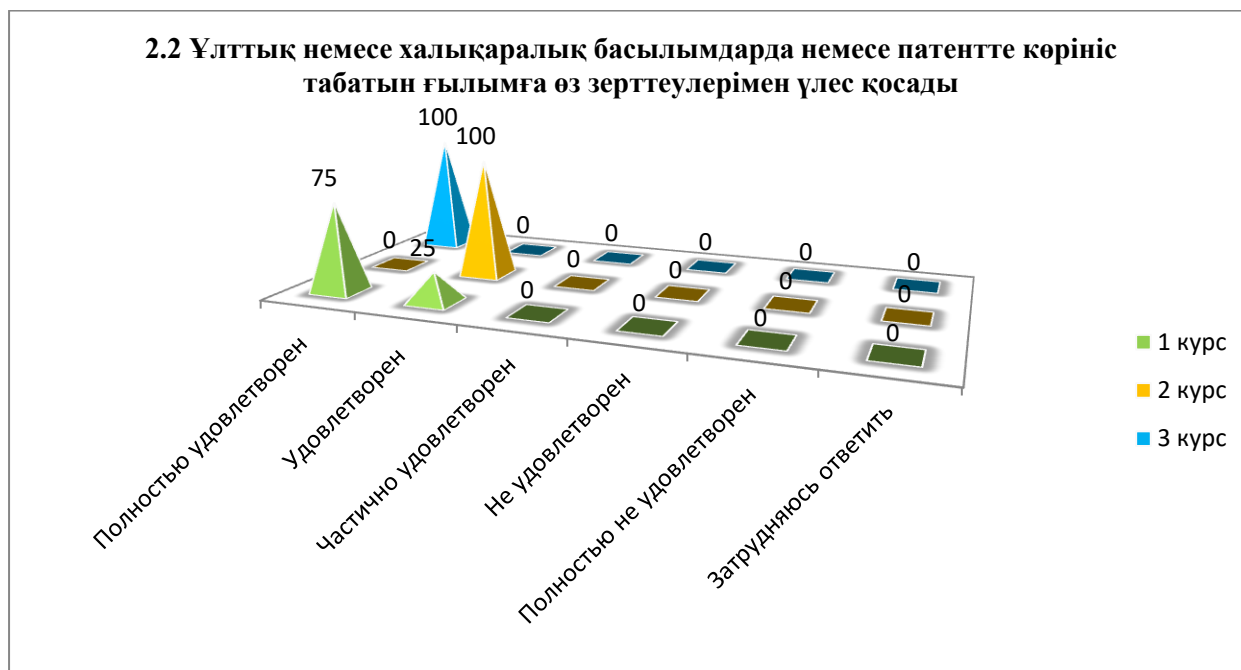 2.2 Ұлттық немесе халықаралық басылымдарда немесе патентте көрініс
табатын ғылымға өз зерттеулерімен үлес қосады
100
100
75
0
25
0
0
0
0
0
0
0
0
0
0
0
0
0
Полностью удовлетворен
Удовлетворен
Частично удовлетворен
Не удовлетворен
Полностью не удовлетворен
Затрудняюсь ответить
1 курс
2 курс
3 курс